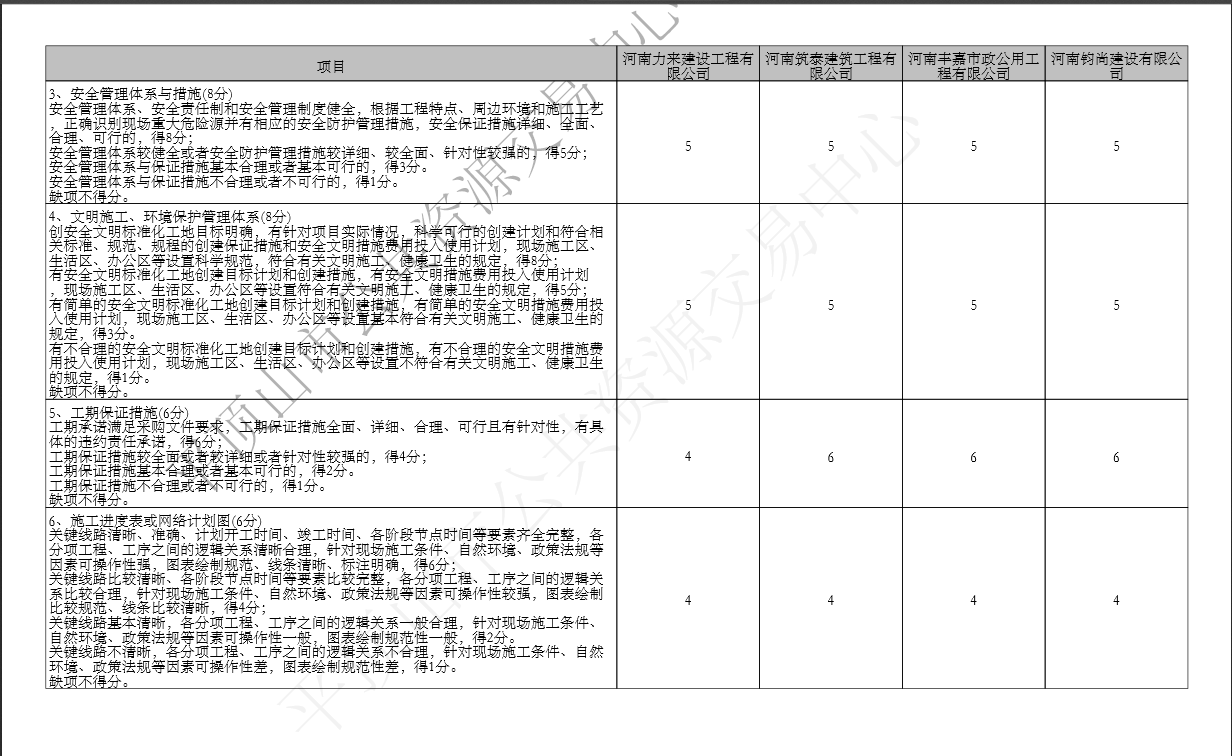 项目
河南力来建设工程有
限公司
河南筑泰建筑工程有
限公司
河南丰嘉市政公用工
程有限公司
河南钧尚建设有限公
司
3、安全管理体系与措施(8分)
安全管理体系、安全责任制和安全管理制度健全，根据工程特点、周边环境和施工工艺
，正确识别现场重大危险源并有相应的安全防护管理措施，安全保证措施详细、全面、
合理、可行的，得8分；
安全管理体系较健全或者安全防护管理措施较详细、较全面、针对性较强的，得5分；
安全管理体系与保证措施基本合理或者基本可行的，得3分。
安全管理体系与保证措施不合理或者不可行的，得1分。
缺项不得分。
5
5
5
5
4、文明施工、环境保护管理体系(8分)
创安全文明标准化工地目标明确，有针对项目实际情况，科学可行的创建计划和符合相
关标准、规范、规程的创建保证措施和安全文明措施费用投入使用计划，现场施工区、
生活区、办公区等设置科学规范，符合有关文明施工、健康卫生的规定，得8分；
有安全文明标准化工地创建目标计划和创建措施，有安全文明措施费用投入使用计划
，现场施工区、生活区、办公区等设置符合有关文明施工、健康卫生的规定，得5分；
有简单的安全文明标准化工地创建目标计划和创建措施，有简单的安全文明措施费用投
入使用计划，现场施工区、生活区、办公区等设置基本符合有关文明施工、健康卫生的
规定，得3分。
有不合理的安全文明标准化工地创建目标计划和创建措施，有不合理的安全文明措施费
用投入使用计划，现场施工区、生活区、办公区等设置不符合有关文明施工、健康卫生
的规定，得1分。
缺项不得分。
5
5
5
5
5、工期保证措施(6分)
工期承诺满足采购文件要求，工期保证措施全面、详细、合理、可行且有针对性，有具
体的违约责任承诺，得6分；
工期保证措施较全面或者较详细或者针对性较强的，得4分；
工期保证措施基本合理或者基本可行的，得2分。
工期保证措施不合理或者不可行的，得1分。
缺项不得分。
4
6
6
6
6、施工进度表或网络计划图(6分)
关键线路清晰、准确、计划开工时间、竣工时间、各阶段节点时间等要素齐全完整，各
分项工程、工序之间的逻辑关系清晰合理，针对现场施工条件、自然环境、政策法规等
因素可操作性强，图表绘制规范、线条清晰、标注明确，得6分；
关键线路比较清晰、各阶段节点时间等要素比较完整，各分项工程、工序之间的逻辑关
系比较合理，针对现场施工条件、自然环境、政策法规等因素可操作性较强，图表绘制
比较规范、线条比较清晰，得4分；
关键线路基本清晰，各分项工程、工序之间的逻辑关系一般合理，针对现场施工条件、
自然环境、政策法规等因素可操作性一般，图表绘制规范性一般，得2分。
关键线路不清晰，各分项工程、工序之间的逻辑关系不合理，针对现场施工条件、自然
环境、政策法规等因素可操作性差，图表绘制规范性差，得1分。
缺项不得分。
4
4
4
4
平顶山市公共资源交易中心
顶山市公共资源交易中心